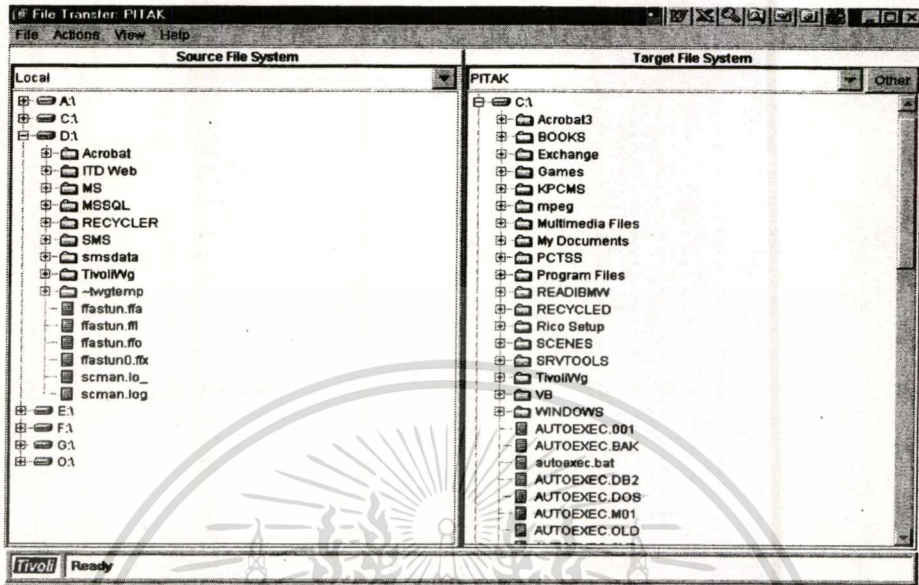 File Transfer: PITAK
File Actions View Help
Source File System
Local
A:\
C:\
D:\
Acrobat
ITD Web
MS
MSSQL
RECYCLER
SMS
smsdata
TivoliWg
~twgtemp
ffastun.ffa
ffastun.ffl
ffastun.ffo
ffastun0.ffx
scman.lo_
scman.log
E:\
F:\
G:\
O:\
Target File System
PITAK
Other
C:\
Acrobat3
BOOKS
Exchange
Games
KPCMS
mpeg
Multimedia Files
My Documents
PCTSS
Program Files
READIBMW
RECYCLED
Rico Setup
SCENES
SRVTOOLS
TivoliWg
VB
WINDOWS
AUTOEXEC.001
AUTOEXEC.BAK
autoexec.bat
AUTOEXEC.DB2
AUTOEXEC.DOS
AUTOEXEC.M01
AUTOEXEC.OLD
Tivoli Ready